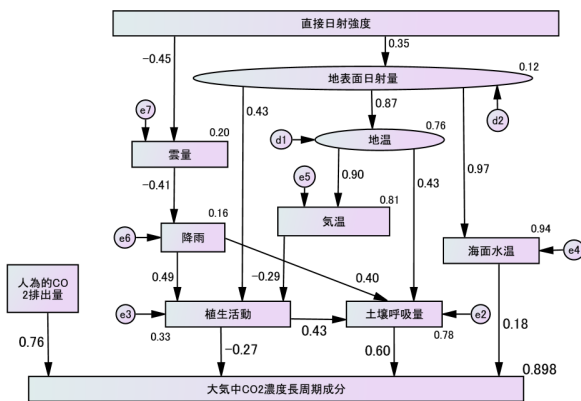 直接日射強度
−0.45
0.35
0.12
地表面日射量
e7
0.43
0.87
d2
0.20
d1
地温
0.76
雲量
e5
0.97
−0.41
0.90
0.43
0.81
0.16
気温
0.94
e6
降雨
海面水温
e4
人為的CO
2排出量
0.49
−0.29
0.40
e3
植生活動
0.43
土壌呼吸量
e2
0.33
0.78
0.18
0.76
−0.27
0.60
0.898
大気中CO2濃度長周期成分